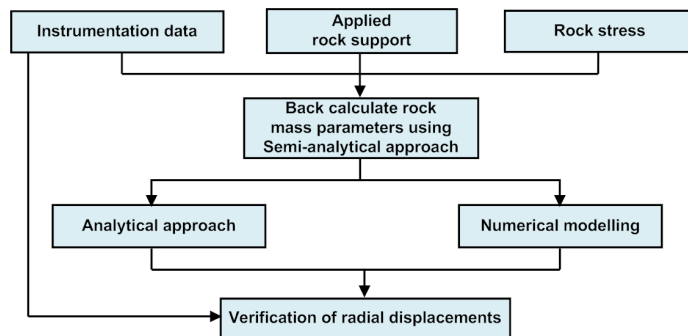 Instrumentation data
Applied
rock support
Rock stress
Back calculate rock
mass parameters using
Semi-analytical approach
Analytical approach
Numerical modelling
Verification of radial displacements